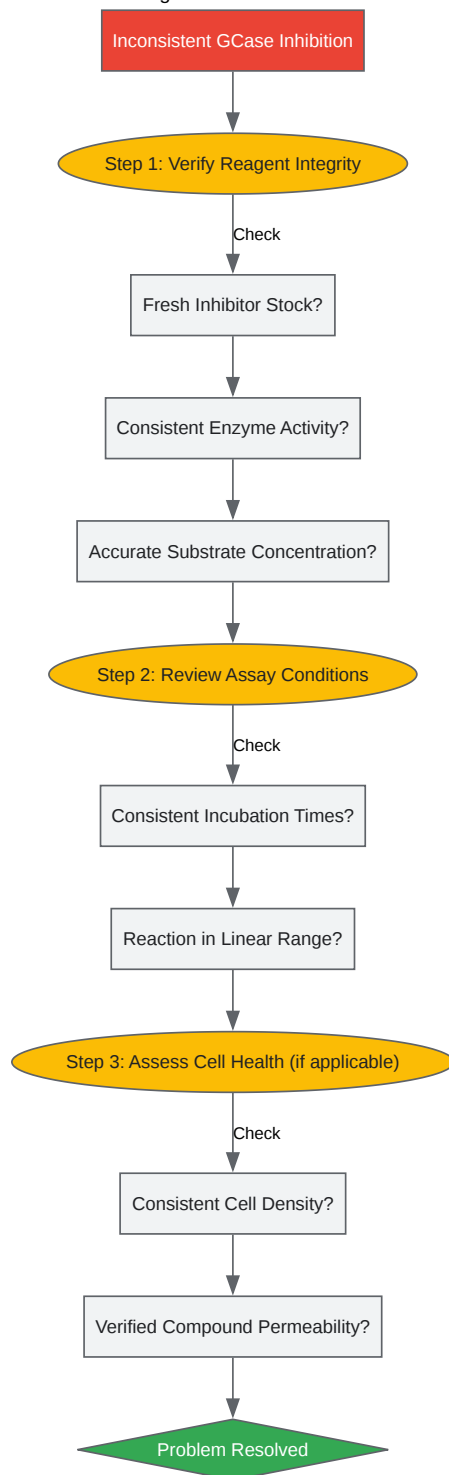 Inconsistent GCase Inhibition
Step 1: Verify Reagent Integrity
Check
Fresh Inhibitor Stock?
Consistent Enzyme Activity?
Accurate Substrate Concentration?
Step 2: Review Assay Conditions
Check
Consistent Incubation Times?
Reaction in Linear Range?
Step 3: Assess Cell Health (if applicable)
Check
Consistent Cell Density?
Verified Compound Permeability?
Problem Resolved